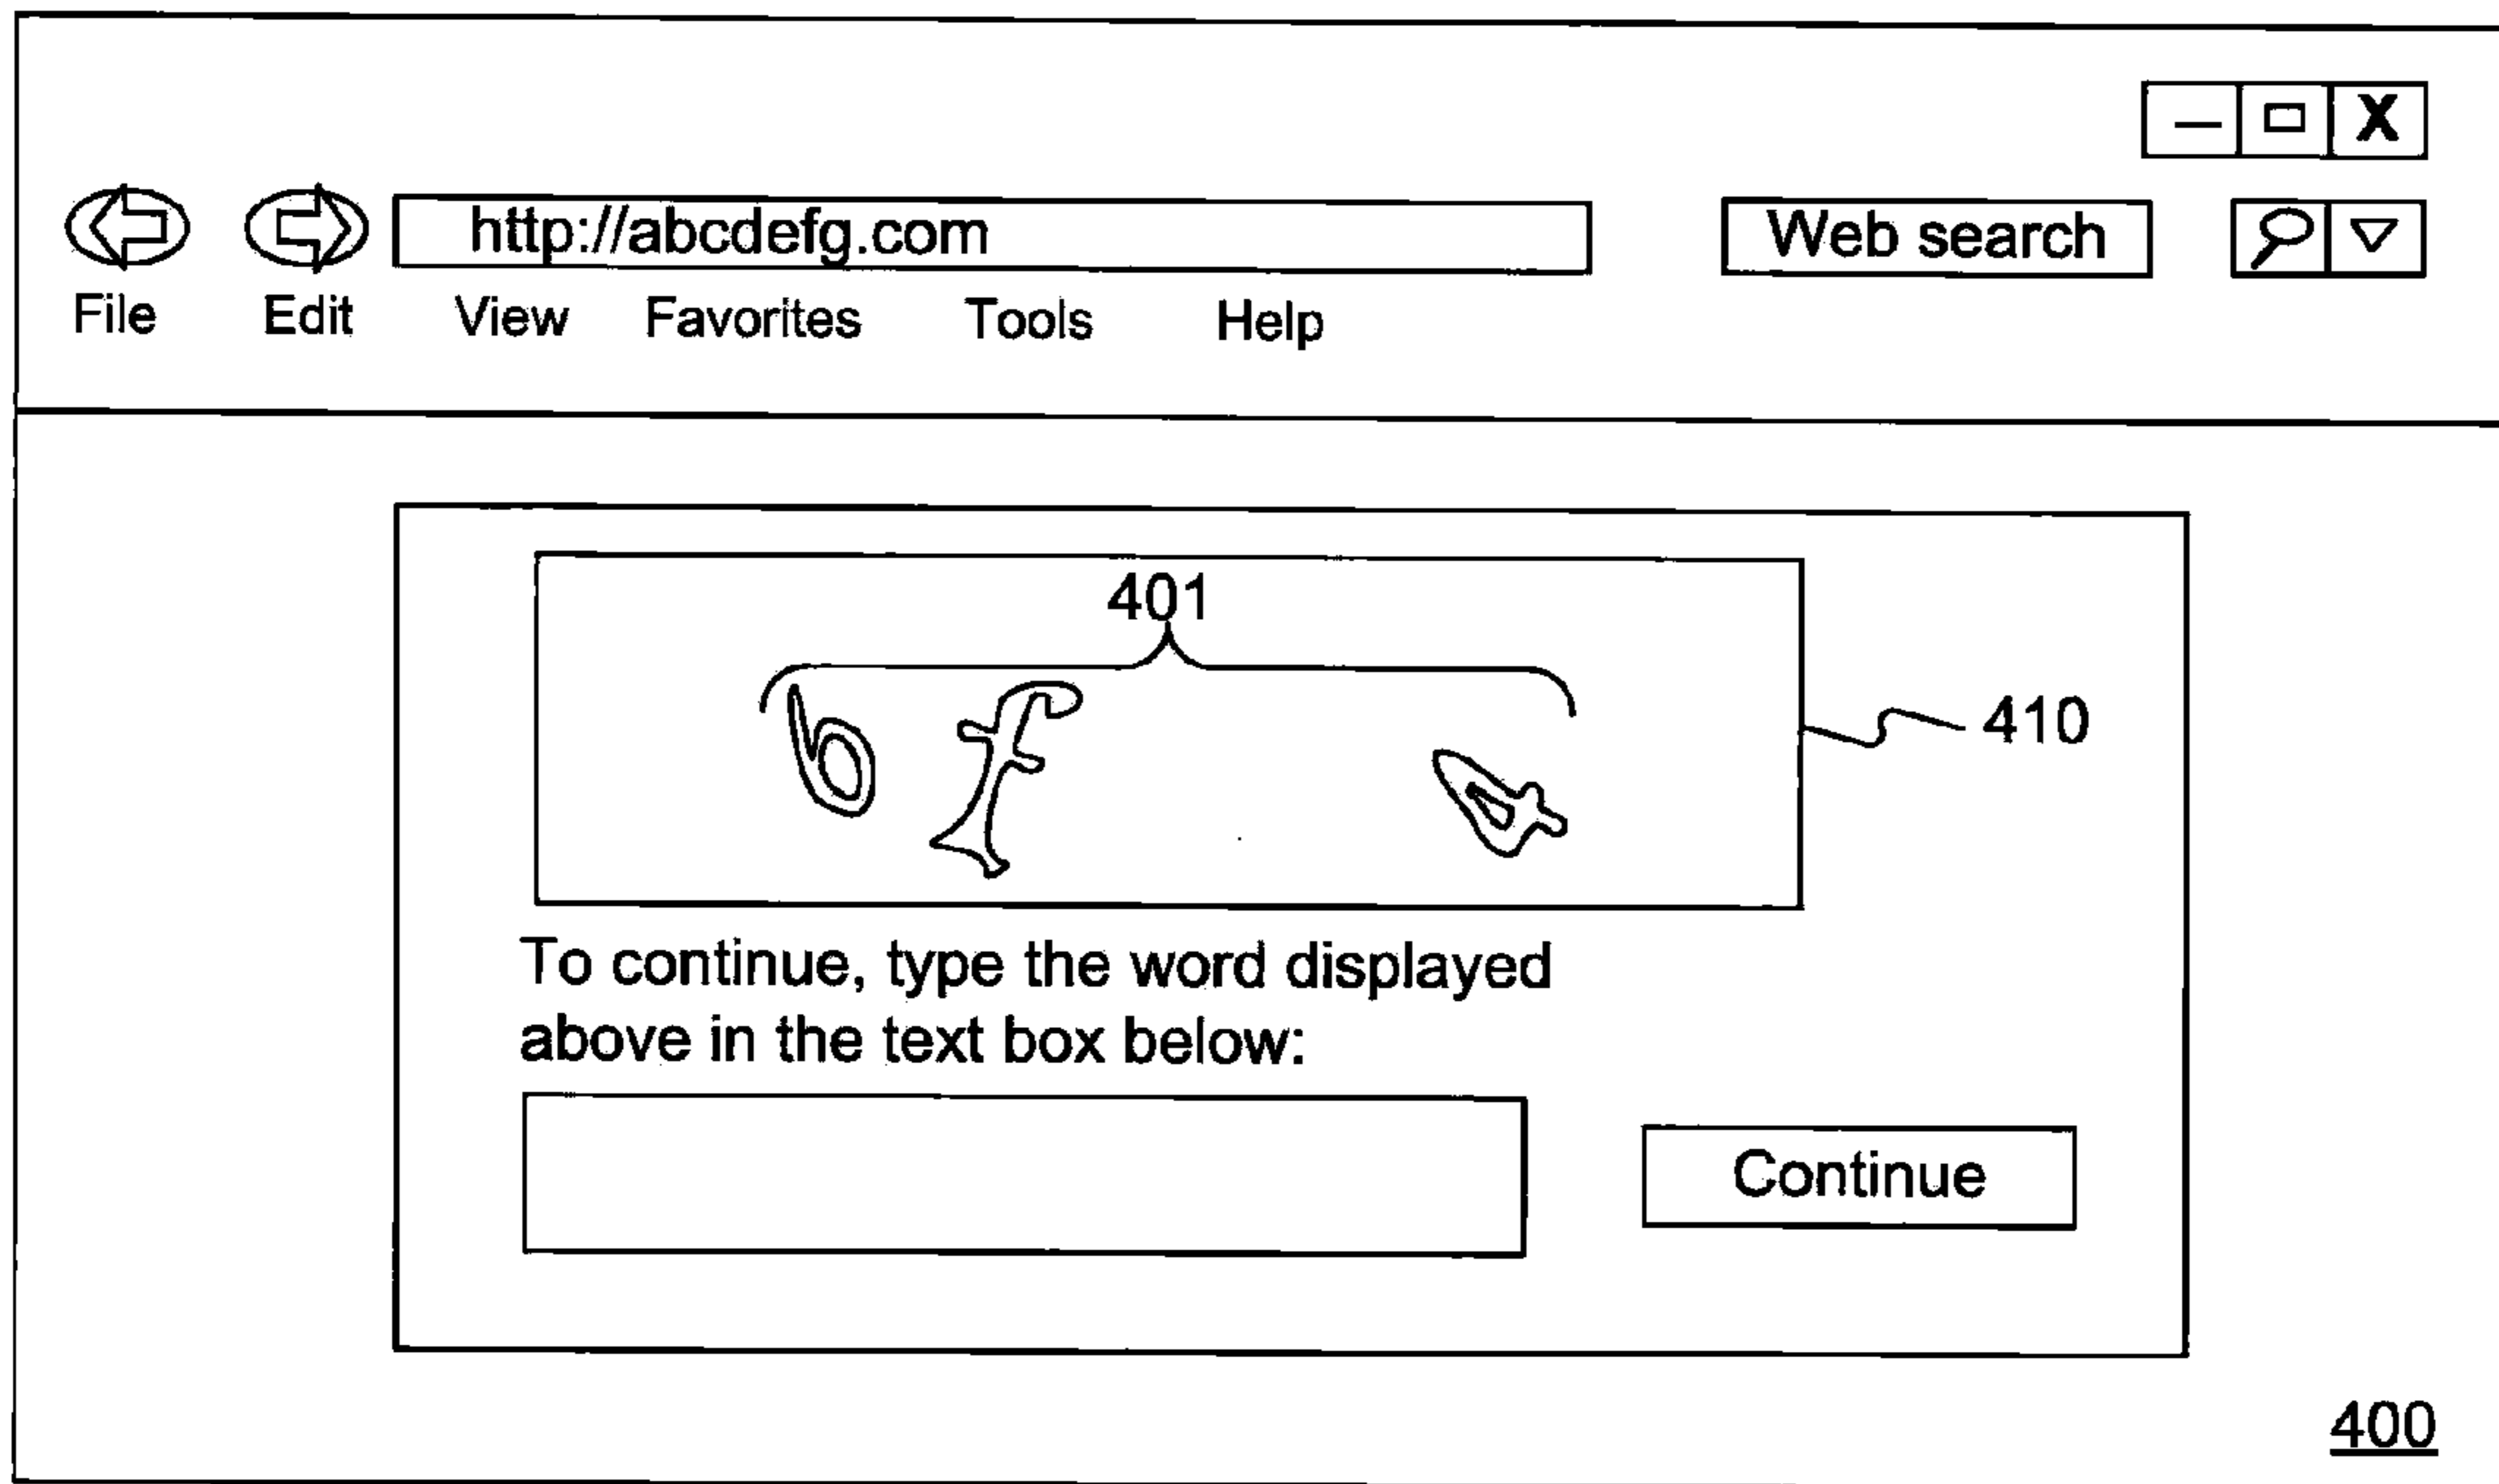 X
http://abcdefg.com Web search
File Edit View Favorites Tools Help
401
b f 4
410
To continue, type the word displayed
above in the text box below:
Continue
400